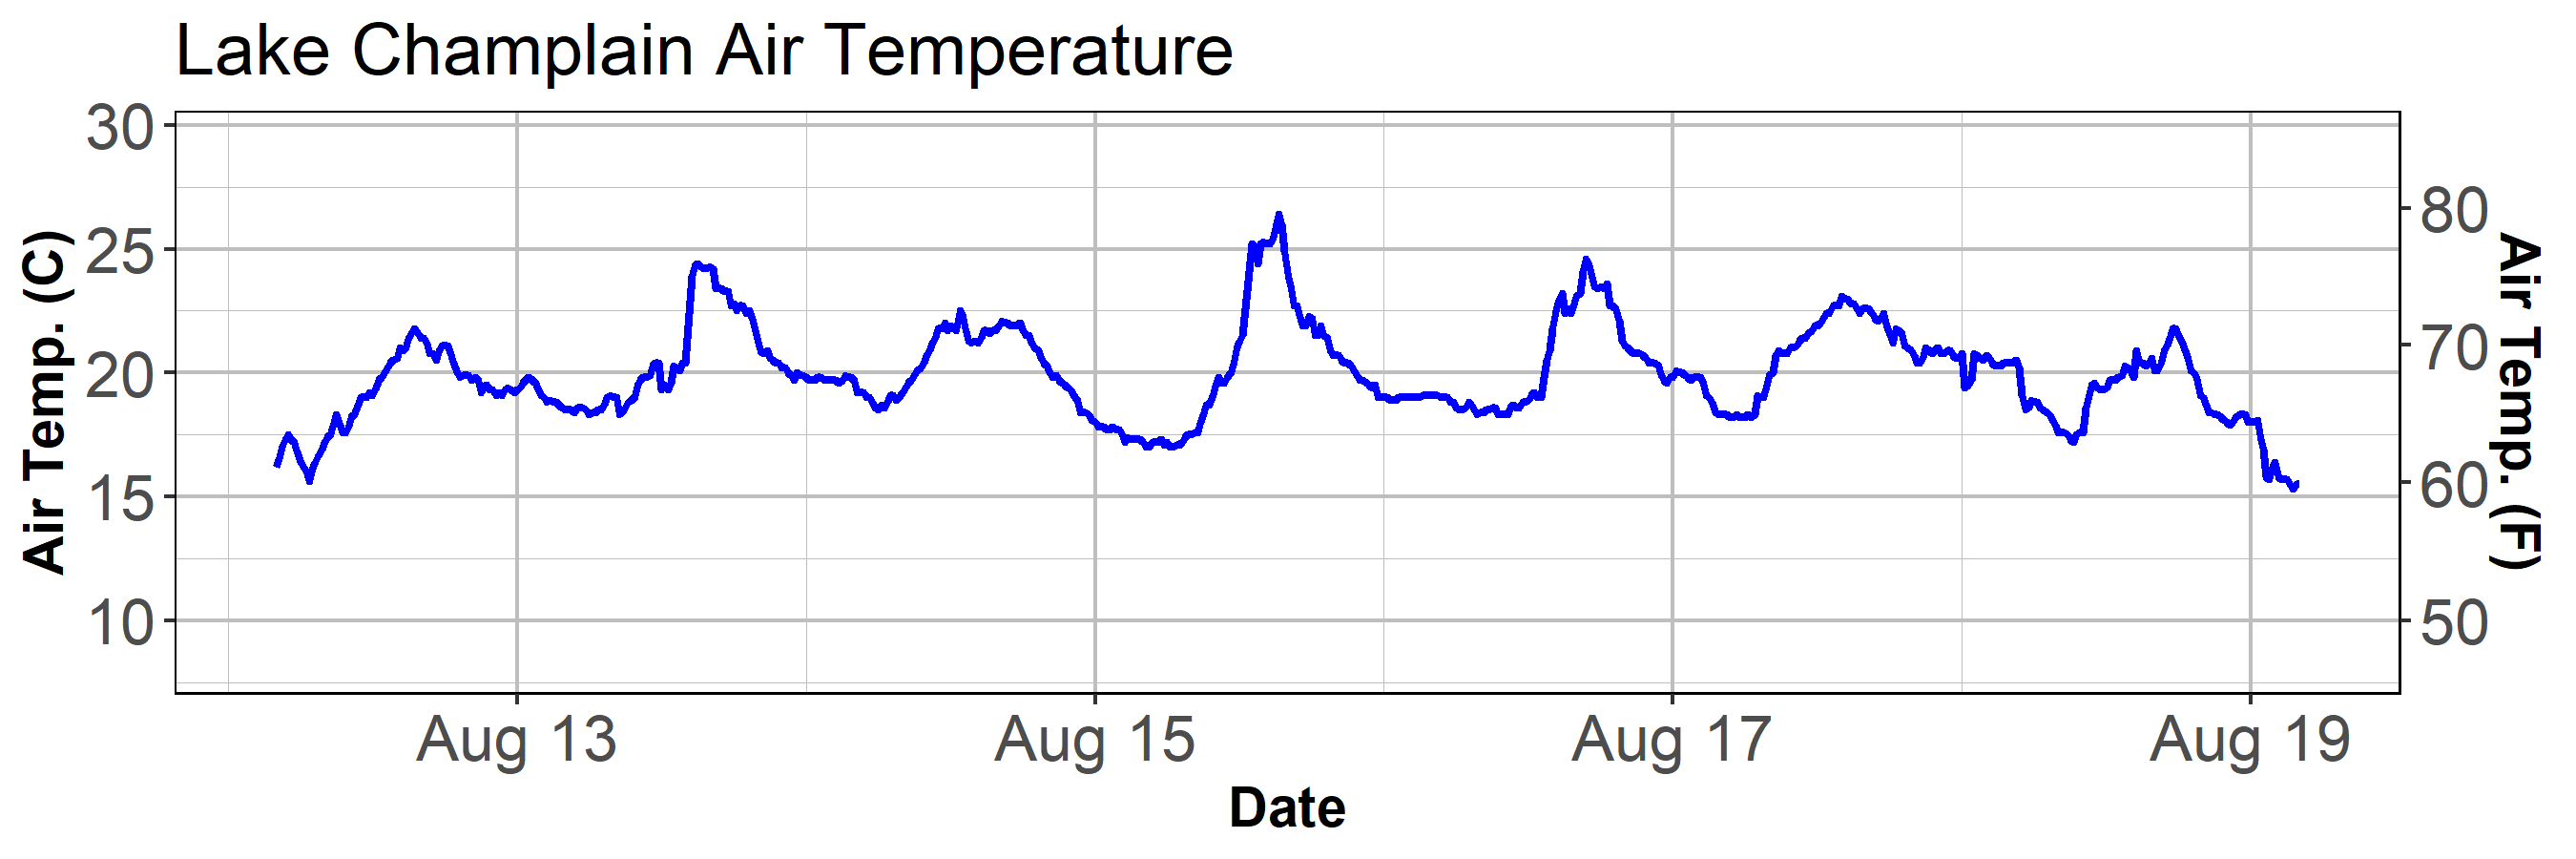 Lake Champlain Air Temperature
30
25
20
15
10
Air Temp. (C)
80
70
60
50
Air Temp. (F)
Aug 13
Aug 15
Aug 17
Aug 19
Date